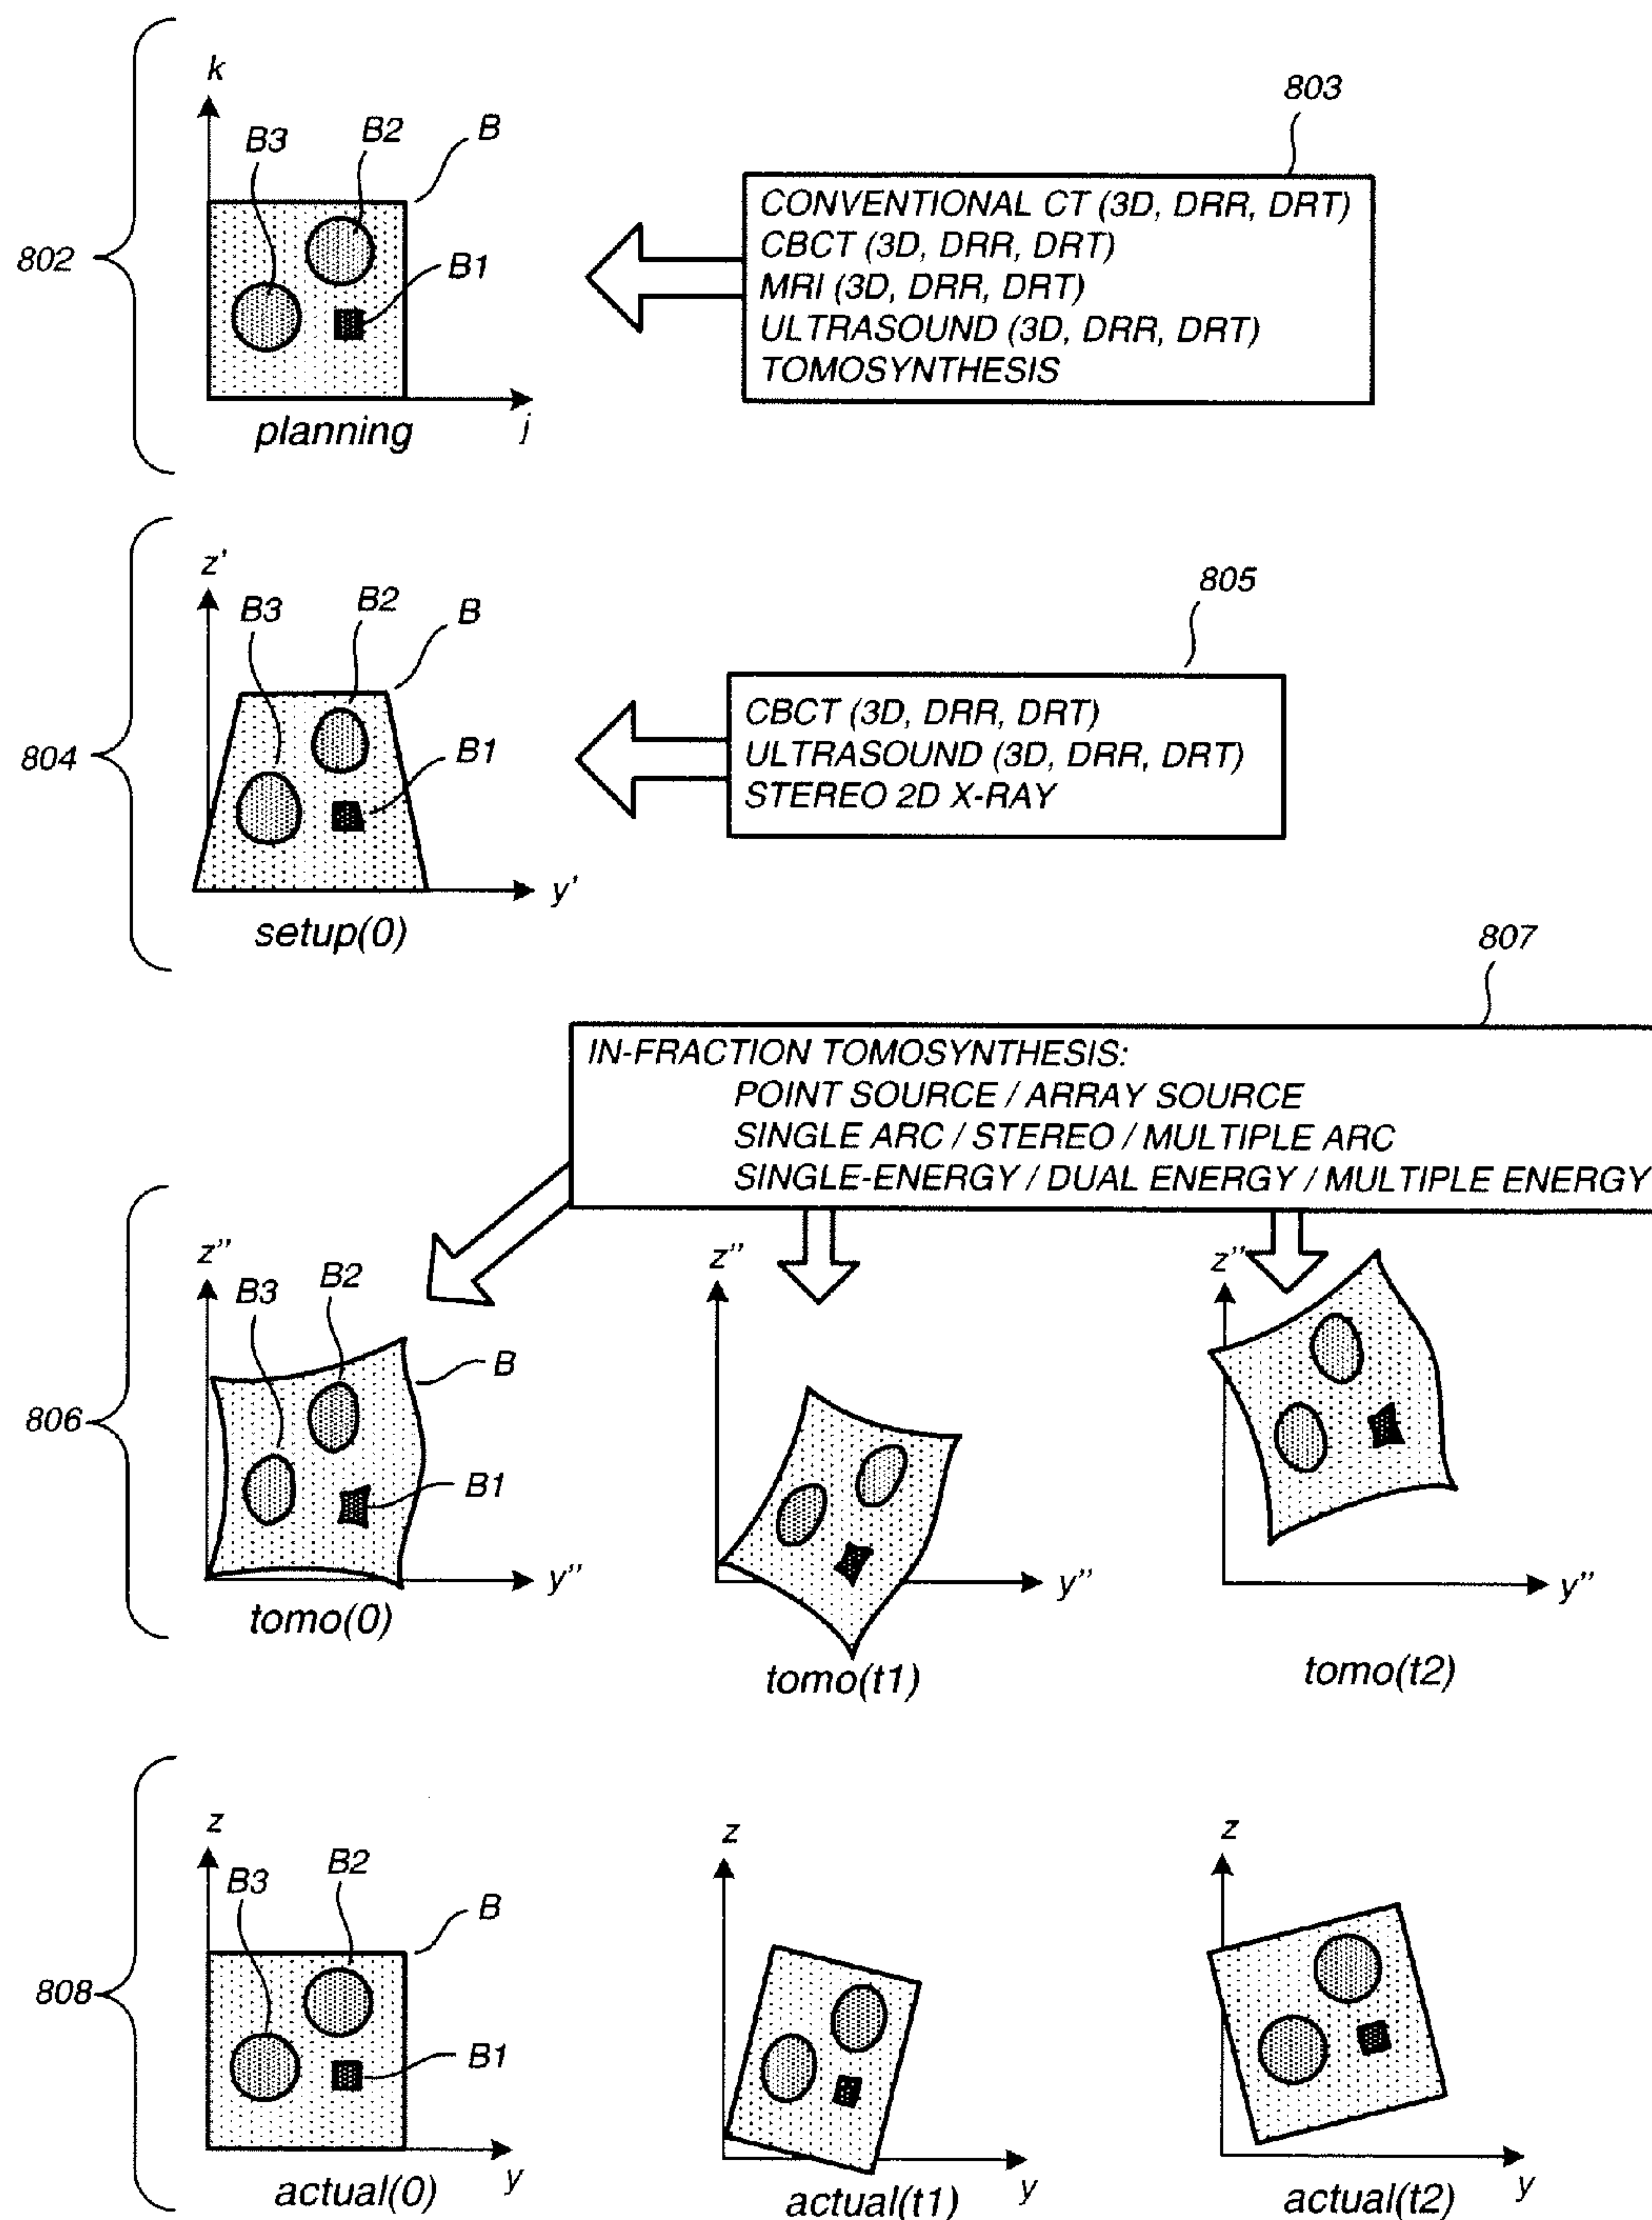 k
803
B3
B2
B
CONVENTIONAL CT (3D, DRR, DRT)
CBCT (3D, DRR, DRT)
MRI (3D, DRR, DRT)
ULTRASOUND (3D, DRR, DRT)
TOMOSYNTHESIS
802
B1
planning
j
z'
805
B3
B2
B
CBCT (3D, DRR, DRT)
ULTRASOUND (3D, DRR, DRT)
STEREO 2D X-RAY
804
B1
y'
setup(0)
807
IN-FRACTION TOMOSYNTHESIS:
POINT SOURCE / ARRAY SOURCE
SINGLE ARC / STEREO / MULTIPLE ARC
SINGLE-ENERGY / DUAL ENERGY / MULTIPLE ENERGY
z''
B3
B2
z''
z''
B
806
B1
y''
y''
y''
tomo(0)
tomo(t1)
tomo(t2)
z
B3
B2
B
z
z
808
B1
y
y
y
actual(0)
actual(t1)
actual(t2)